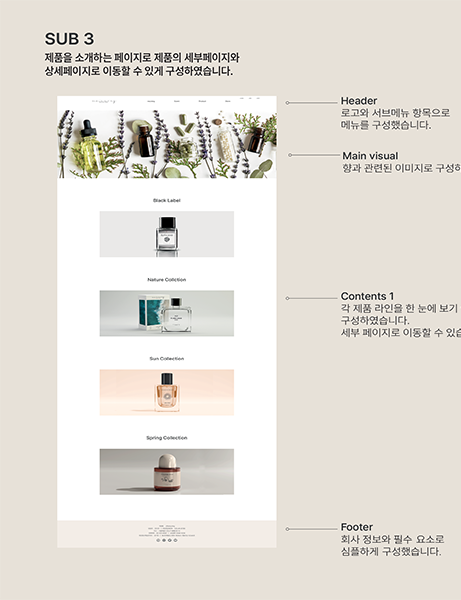 SUB 3
제품을 소개하는 페이지로 제품의 세부페이지와
상세페이지로 이동할 수 있게 구성하였습니다.
Header
로고와 서브메뉴 항목으로
메뉴를 구성했습니다.
Main visual
향과 관련된 이미지로 구성하
Black Label
Nature Collction
Contents 1
각 제품 라인을 한 눈에 보기
구성하였습니다.
세부 페이지로 이동할 수 있습
Sun Collection
Spring Collection
Footer
회사 정보와 필수 요소로
심플하게 구성했습니다.